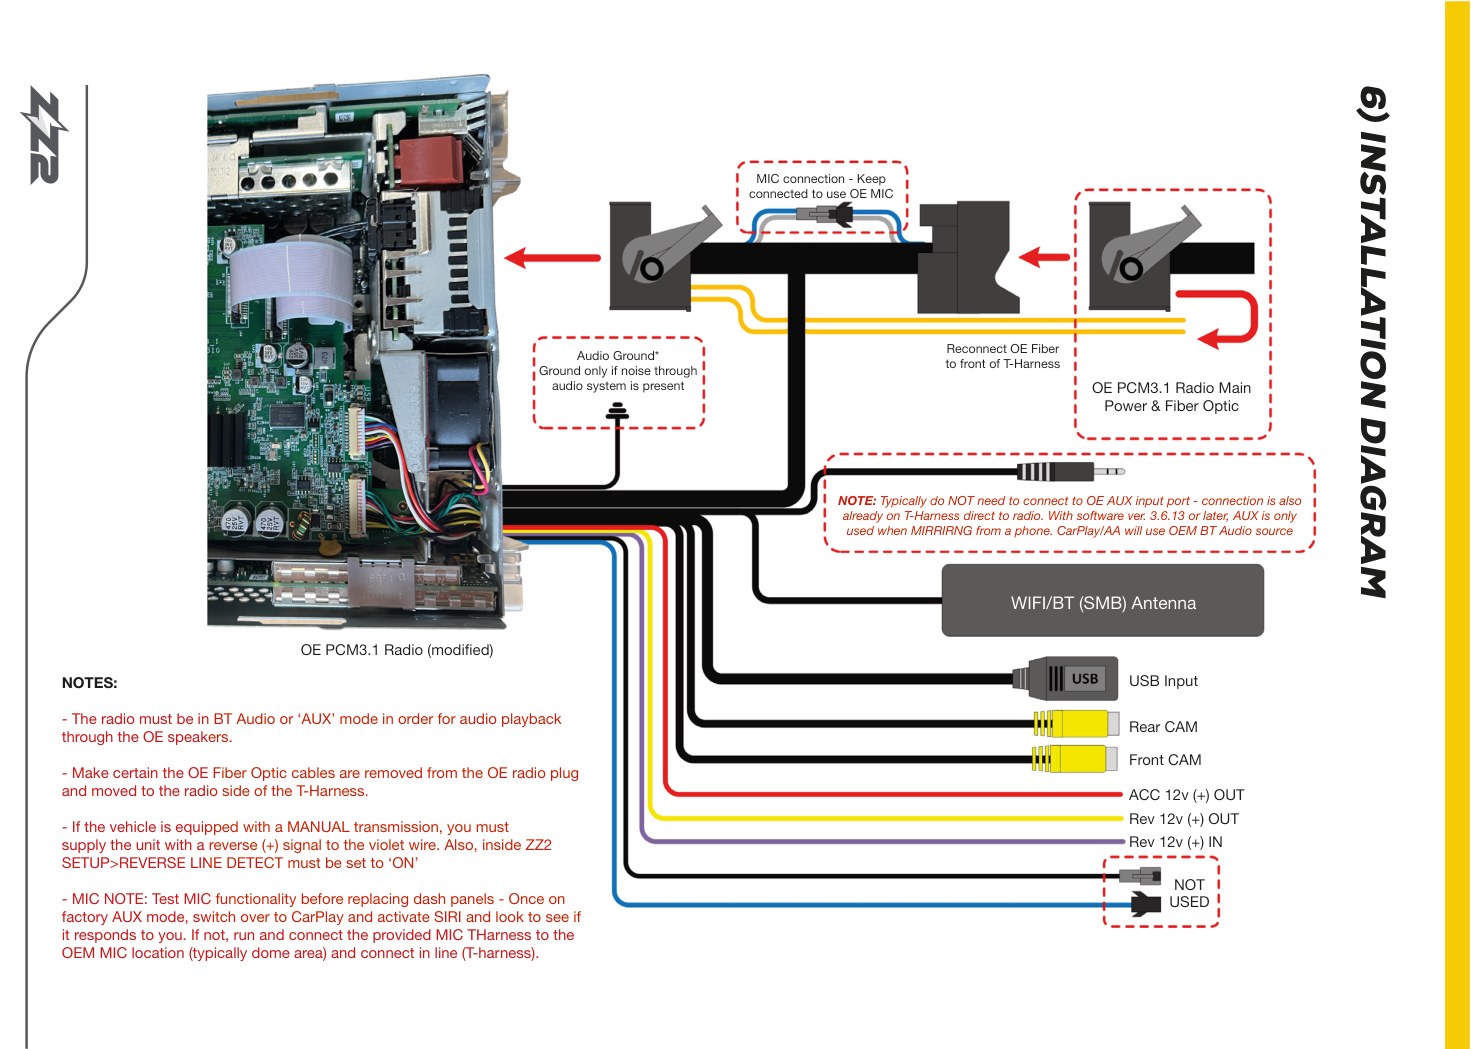 6) INSTALLATION DIAGRAM
ZZ2
MIC connection - Keep
connected to use OE MIC
Audio Ground*
Ground only if noise through
audio system is present
Reconnect OE Fiber
to front of T-Harness
OE PCM3.1 Radio Main
Power & Fiber Optic
NOTE: Typically do NOT need to connect to OE AUX input port - connection is also
already on T-Harness direct to radio. With software ver. 3.6.13 or later, AUX is only
used when MIRRIRNG from a phone. CarPlay/AA will use OEM BT Audio source
WIFI/BT (SMB) Antenna
USB
USB Input
Rear CAM
Front CAM
ACC 12v (+) OUT
Rev 12v (+) OUT
Rev 12v (+) IN
NOT
USED
470
25V
RVT
470
25V
RVT
OE PCM3.1 Radio (modified)
NOTES:
- The radio must be in BT Audio or ‘AUX’ mode in order for audio playback
through the OE speakers.
- Make certain the OE Fiber Optic cables are removed from the OE radio plug
and moved to the radio side of the T-Harness.
- If the vehicle is equipped with a MANUAL transmission, you must
supply the unit with a reverse (+) signal to the violet wire. Also, inside ZZ2
SETUP>REVERSE LINE DETECT must be set to ‘ON’
- MIC NOTE: Test MIC functionality before replacing dash panels - Once on
factory AUX mode, switch over to CarPlay and activate SIRI and look to see if
it responds to you. If not, run and connect the provided MIC THarness to the
OEM MIC location (typically dome area) and connect in line (T-harness).